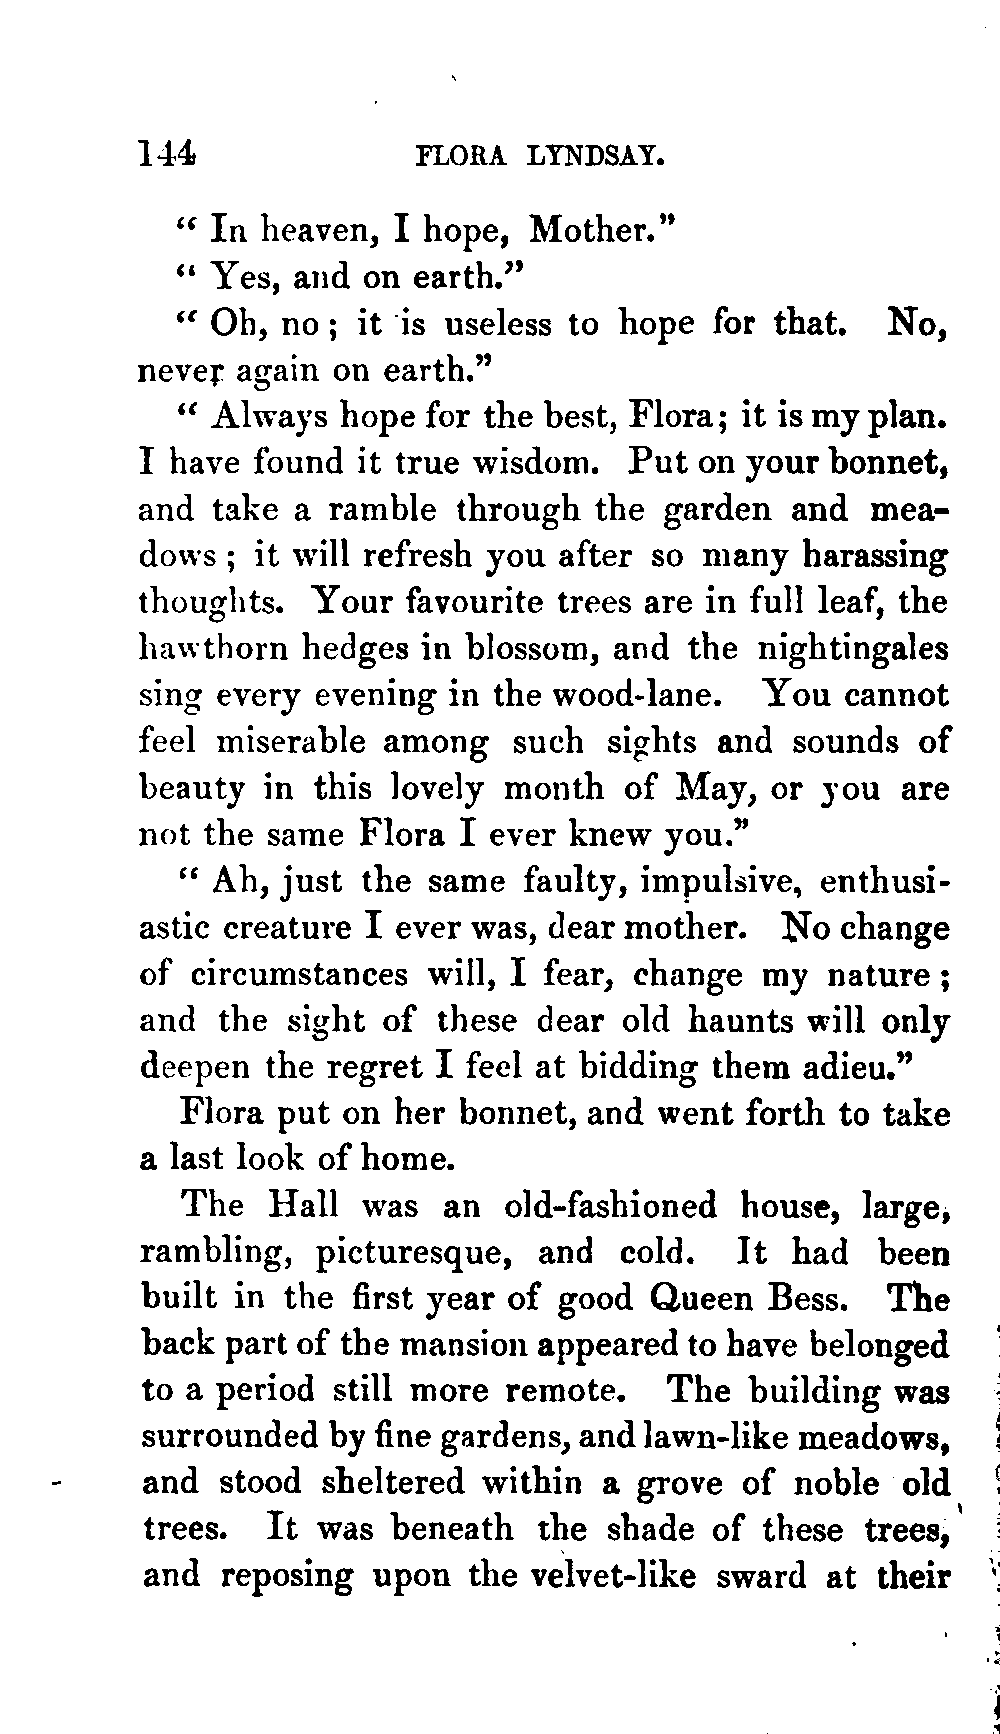 144 FLORA LYNDSAY.
“ In heaven, I hope, Mother.”
“ Yes, and on earth.”
“ Oh, no ; it is useless to hope for that. No,
never again on earth.”
“ Always hope for the best, Flora; it is my plan.
I have found it true wisdom. Put on your bonnet,
and take a ramble through the garden and mea-
dows ; it will refresh you after so many harassing
thoughts. Your favourite trees are in full leaf, the
hawthorn hedges in blossom, and the nightingales
sing every evening in the wood-lane. You cannot
feel miserable among such sights and sounds of
beauty in this lovely month of May, or you are
not the same Flora I ever knew you.”
“ Ah, just the same faulty, impulsive, enthusi-
astic creature I ever was, dear mother. No change
of circumstances will, I fear, change my nature ;
and the sight of these dear old haunts will only
deepen the regret I feel at bidding them adieu.”
Flora put on her bonnet, and went forth to take
a last look of home.
The Hall was an old-fashioned house, large,
rambling, picturesque, and cold. It had been
built in the first year of good Queen Bess. The
back part of the mansion appeared to have belonged
to a period still more remote. The building was
surrounded by fine gardens, and lawn-like meadows,
and stood sheltered within a grove of noble old
trees. It was beneath the shade of these trees,
and reposing upon the velvet-like sward at their